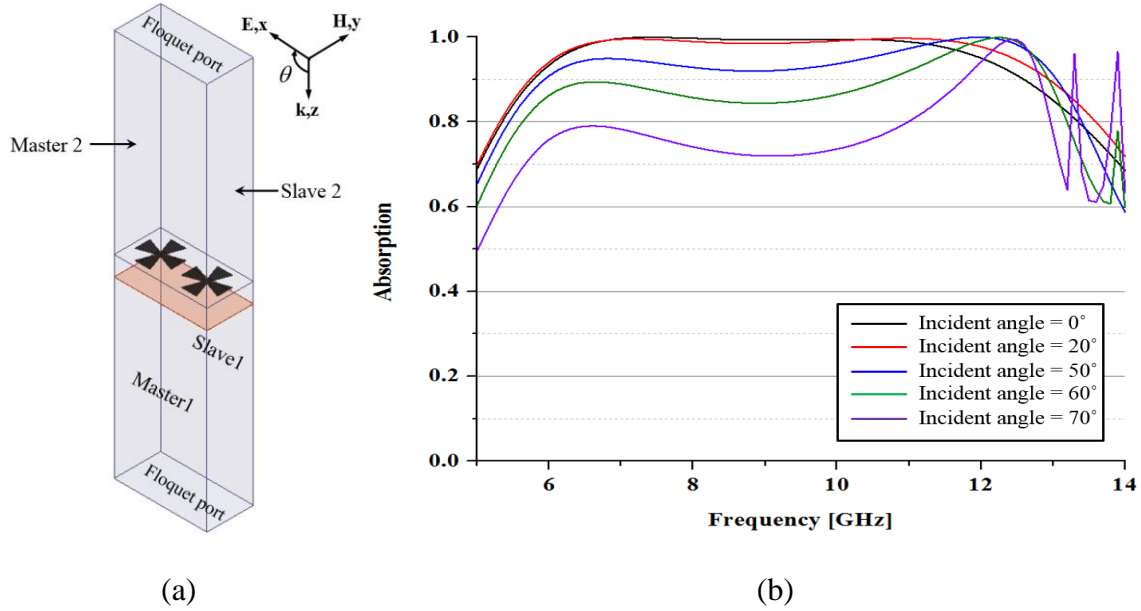 Floquet port
E,x
H,y
θ
k,z
Master 2
Slave 2
Slave1
Master1
Floquet port
(a)
Absorption
1.0
0.8
0.6
0.4
0.2
0.0
6
8
10
12
14
Frequency [GHz]
Incident angle = 0°
Incident angle = 20°
Incident angle = 50°
Incident angle = 60°
Incident angle = 70°
(b)